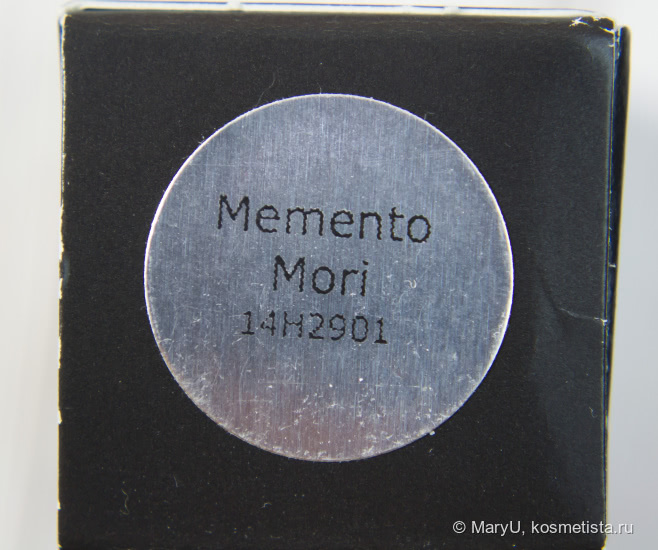 Memento
Mori
14H2901
© MaryU, kosmetista.ru